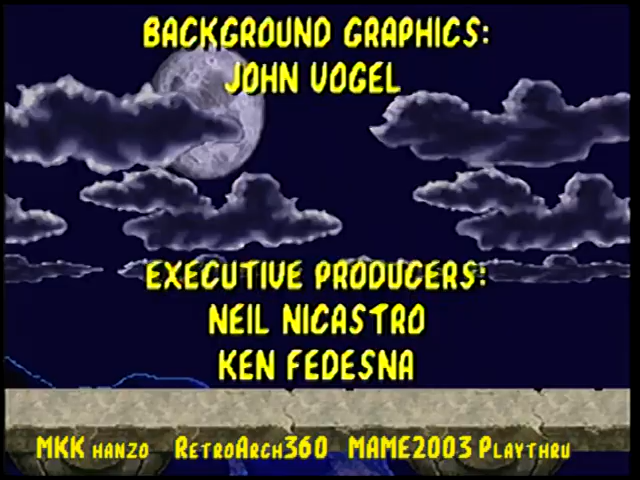 BACKGROUND GRAPHICS:
JOHN VOGEL
EXECUTIVE PRODUCERS:
NEIL NICASTRO
KEN FEDESNA
MKK HANZO RETROARCH360 MAME2003 PLAYTHRU